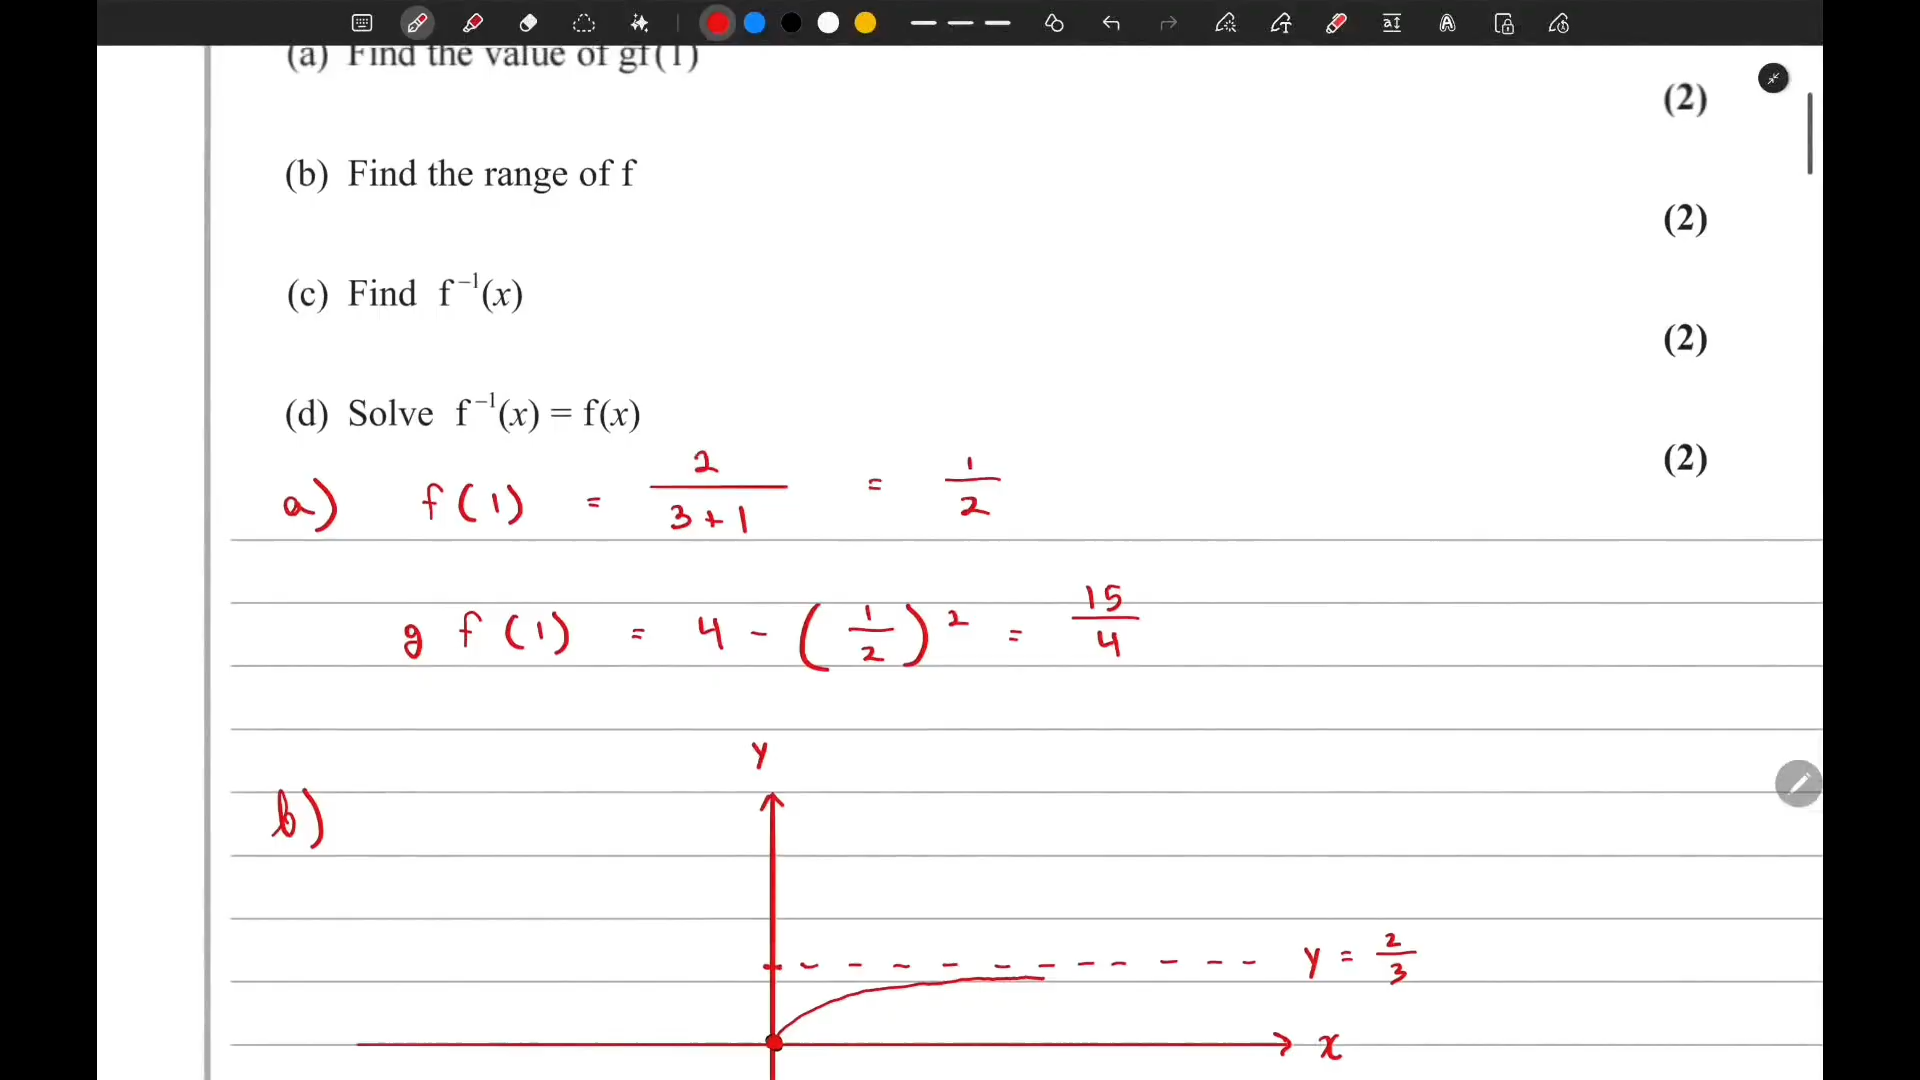 (a) Find the value of gf(1)
(2)
(b) Find the range of f
(2)
(c) Find f⁻¹(x)
(2)
(d) Solve f⁻¹(x) = f(x)
(2)
a) f(1) = 2/(3+1) = 1/2
g f(1) = 4 - (1/2)² = 15/4
y
b)
y = 2/3
x